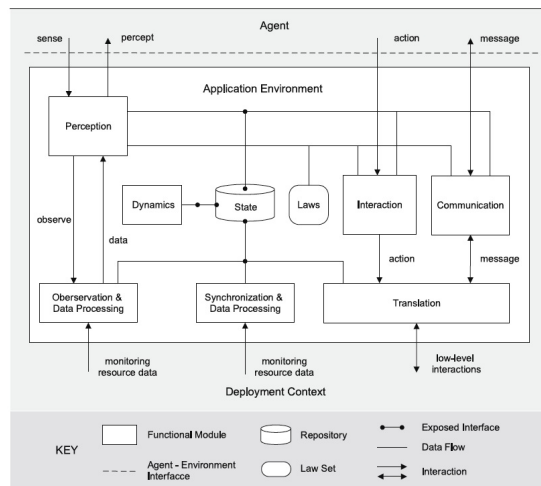 Agent
sense
percept
action
message
Application Environment
Perception
Dynamics
State
Laws
Interaction
Communication
observe
data
action
message
Oberservation &
Data Processing
Synchronization &
Data Processing
Translation
monitoring
resource data
monitoring
resource data
low-level
interactions
Deployment Context
KEY
Functional Module
Repository
Exposed Interface
Data Flow
Agent - Environment
Interfacce
Law Set
Interaction